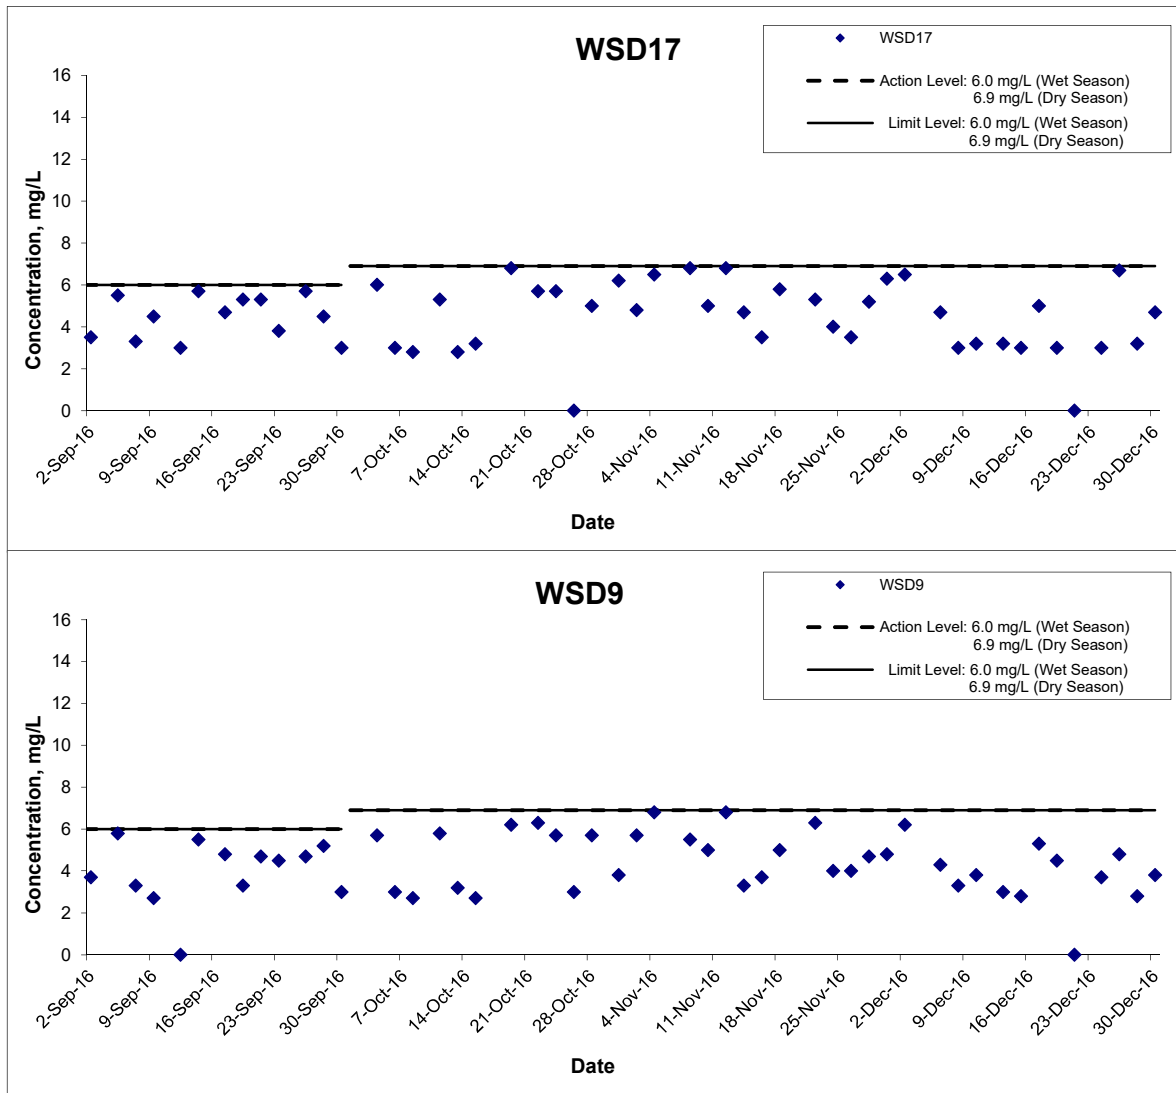 WSD17
WSD17
Action Level: 6.0 mg/L (Wet Season)
6.9 mg/L (Dry Season)
Limit Level: 6.0 mg/L (Wet Season)
6.9 mg/L (Dry Season)
Concentration, mg/L
16
14
12
10
8
6
4
2
0
2-Sep-16
9-Sep-16
16-Sep-16
23-Sep-16
30-Sep-16
7-Oct-16
14-Oct-16
21-Oct-16
28-Oct-16
4-Nov-16
11-Nov-16
18-Nov-16
25-Nov-16
2-Dec-16
9-Dec-16
16-Dec-16
23-Dec-16
30-Dec-16
Date
WSD9
WSD9
Action Level: 6.0 mg/L (Wet Season)
6.9 mg/L (Dry Season)
Limit Level: 6.0 mg/L (Wet Season)
6.9 mg/L (Dry Season)
Concentration, mg/L
16
14
12
10
8
6
4
2
0
2-Sep-16
9-Sep-16
16-Sep-16
23-Sep-16
30-Sep-16
7-Oct-16
14-Oct-16
21-Oct-16
28-Oct-16
4-Nov-16
11-Nov-16
18-Nov-16
25-Nov-16
2-Dec-16
9-Dec-16
16-Dec-16
23-Dec-16
30-Dec-16
Date